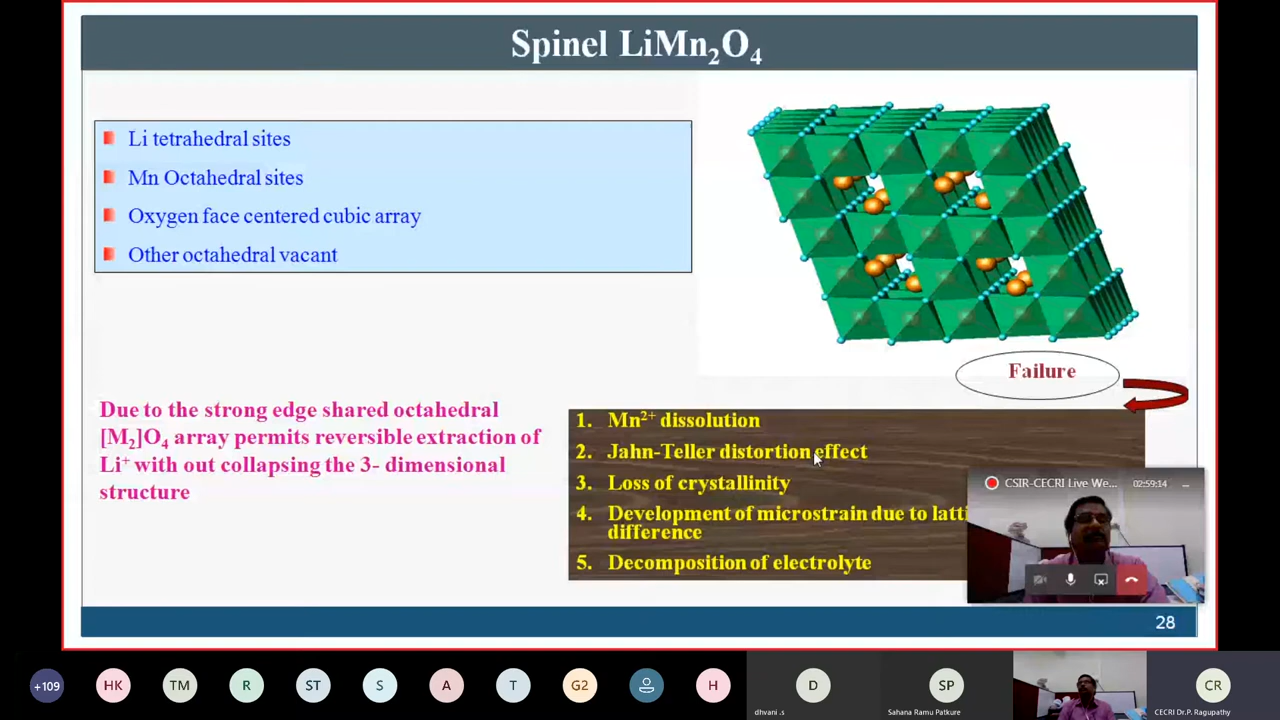 Spinel LiMn₂O₄
Li tetrahedral sites
Mn Octahedral sites
Oxygen face centered cubic array
Other octahedral vacant
Failure
Due to the strong edge shared octahedral
[M₂]O₄ array permits reversible extraction of
Li⁺ with out collapsing the 3- dimensional
structure
1. Mn²⁺ dissolution
2. Jahn-Teller distortion effect
3. Loss of crystallinity
4. Development of microstrain due to latti
difference
5. Decomposition of electrolyte
CSIR-CECRI Live We... 02:59:14
28
+109 HK TM R ST S A T G2 H D SP CR
dhvani .s Sahana Ramu Patkure CECRI Dr.P. Ragupathy